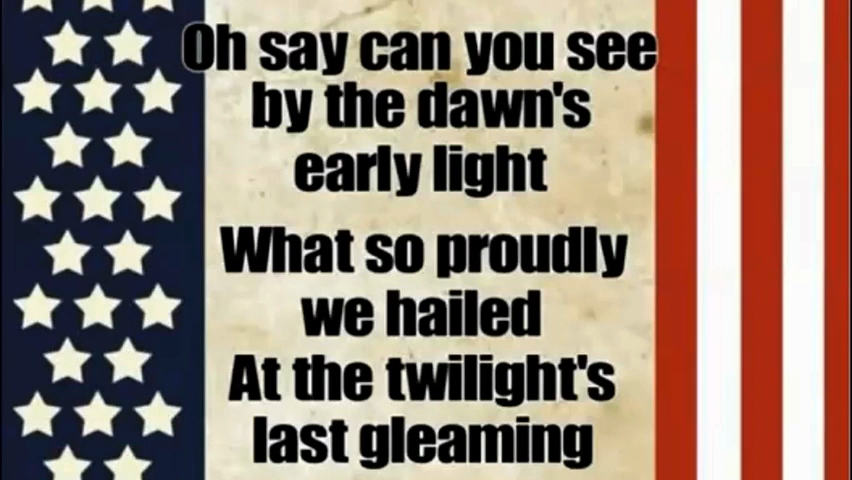 Oh say can you see
by the dawn's
early light
What so proudly
we hailed
At the twilight's
last gleaming